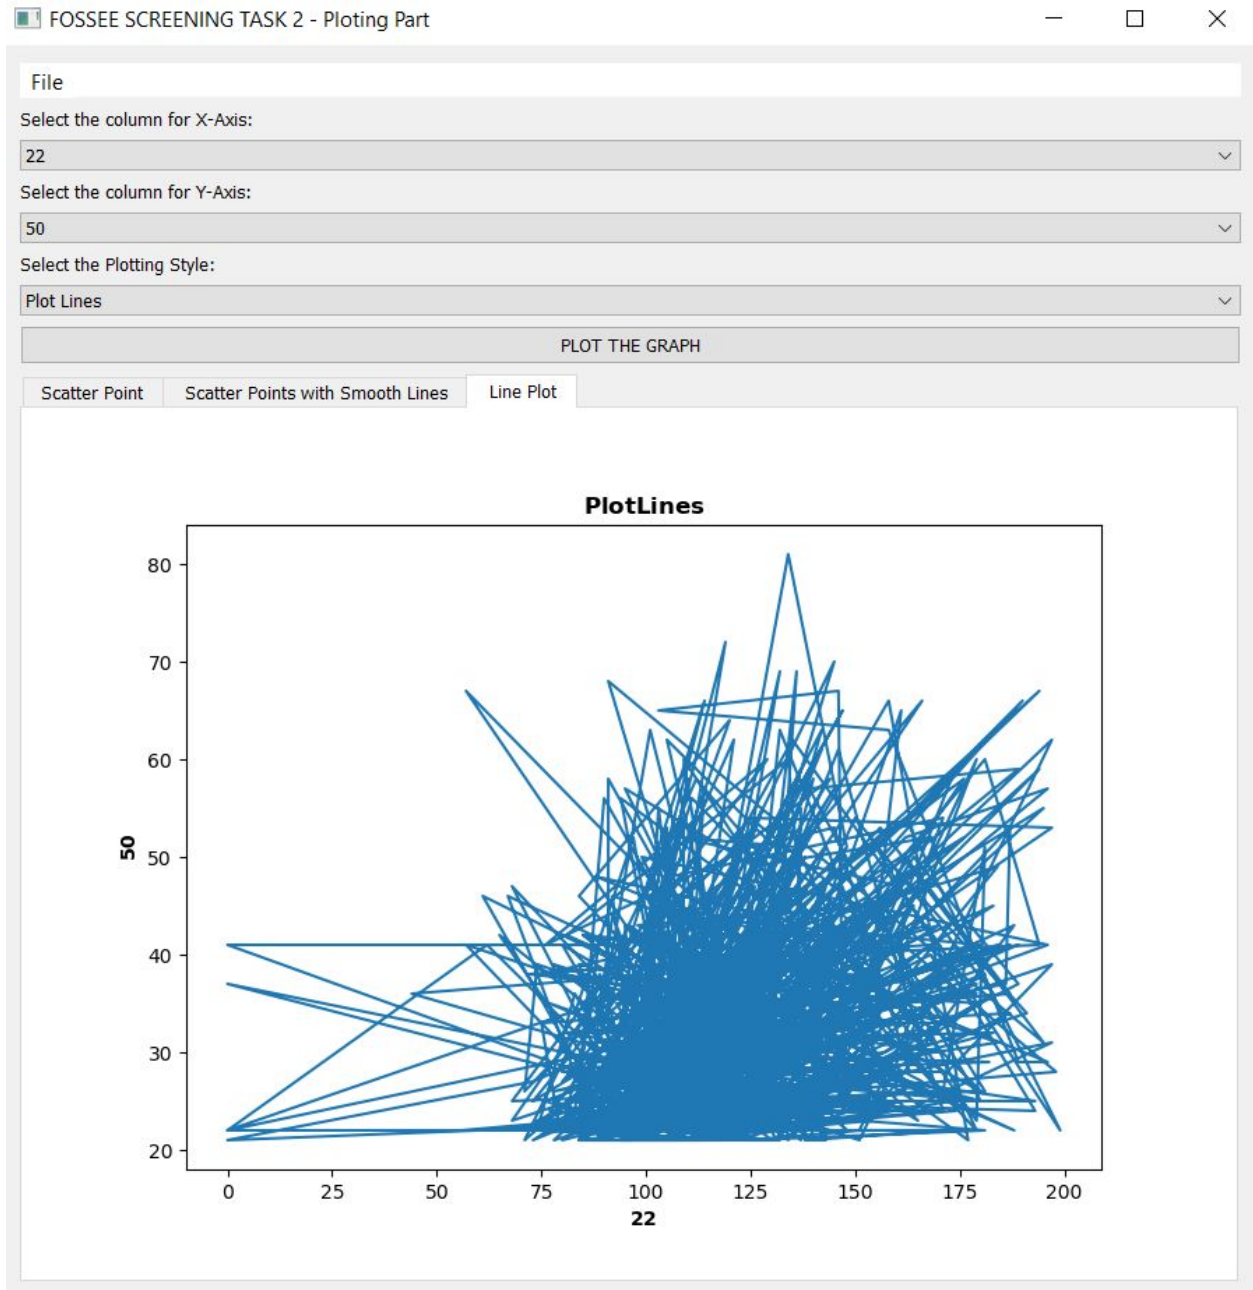 FOSSEE SCREENING TASK 2 - Ploting Part
File
Select the column for X-Axis:
22
Select the column for Y-Axis:
50
Select the Plotting Style:
Plot Lines
PLOT THE GRAPH
Scatter Point Scatter Points with Smooth Lines Line Plot
PlotLines
80
70
60
50
50
40
30
20
0 25 50 75 100 125 150 175 200
22